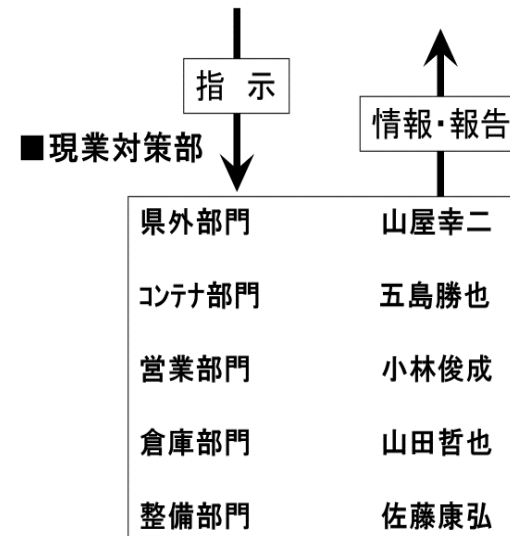 指 示
情報・報告
■現業対策部
県外部門 山屋幸二
コンテナ部門 五島勝也
営業部門 小林俊成
倉庫部門 山田哲也
整備部門 佐藤康弘